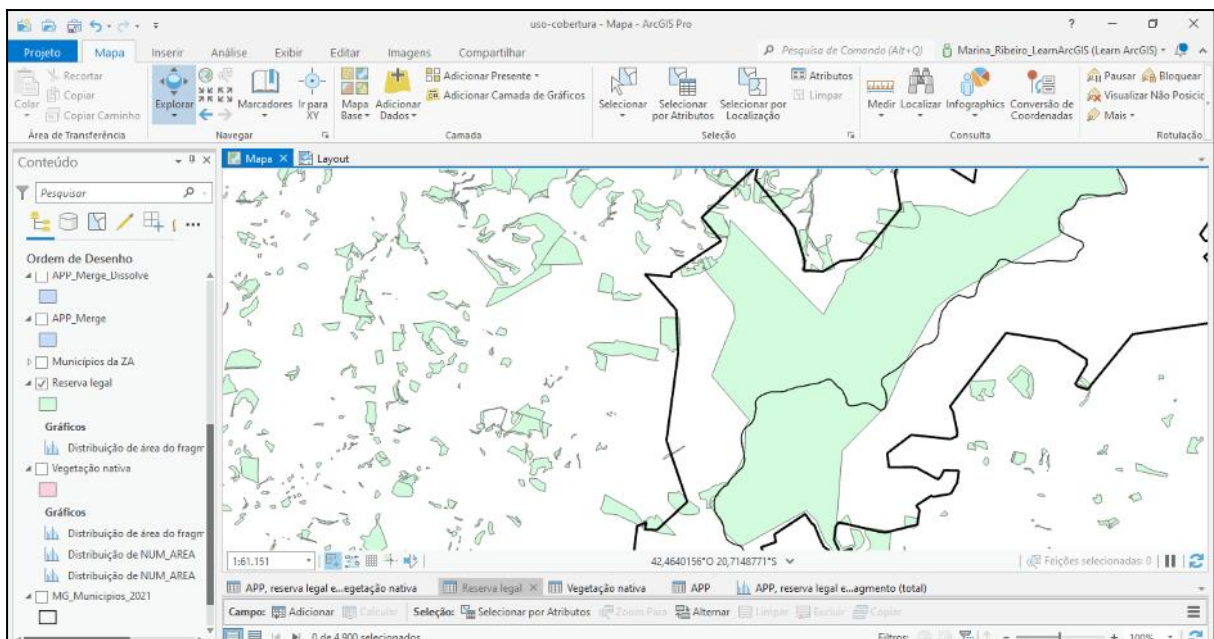 uso-cobertura - Mapa - ArcGIS Pro
Projeto Mapa Inserir Análise Exibir Editar Imagens Compartilhar
Pesquisa de Comando (Alt+Q)
Marina_Ribeiro_LearnArcGIS (Learn ArcGIS)
Colar
Recortar
Copiar
Copiar Caminho
Área de Transferência
Explorar
Marcadores
Ir para XY
Navegar
Mapa Base
Adicionar Dados
Adicionar Presente
Adicionar Camada de Gráficos
Camada
Selecionar
Selecionar por Atributos
Selecionar por Localização
Atributos
Limpar
Seleção
Medir
Localizar
Infographics
Conversão de Coordenadas
Consulta
Pausar
Bloquear
Visualizar Não Posicic
Mais
Rotulação
Conteúdo
Pesquisar
Ordem de Desenho
APP_Merge_Dissolve
APP_Merge
Municípios da ZA
Reserva legal
Gráficos
Distribuição de área do fragm
Vegetação nativa
Gráficos
Distribuição de área do fragm
Distribuição de NUM_AREA
Distribuição de NUM_AREA
MG_Municipios_2021
Mapa
Layout
1:61.151
42,4640156°O 20,7148771°S
Feições selecionadas: 0
APP, reserva legal e...egetação nativa
Reserva legal
Vegetação nativa
APP
APP, reserva legal e...agmento (total)
Campo: Adicionar Calcular Seleção: Selecionar por Atributos Zoom Para Alternar Limpar Excluir Copiar
0 de 4.900 selecionados
Filtros:
100%